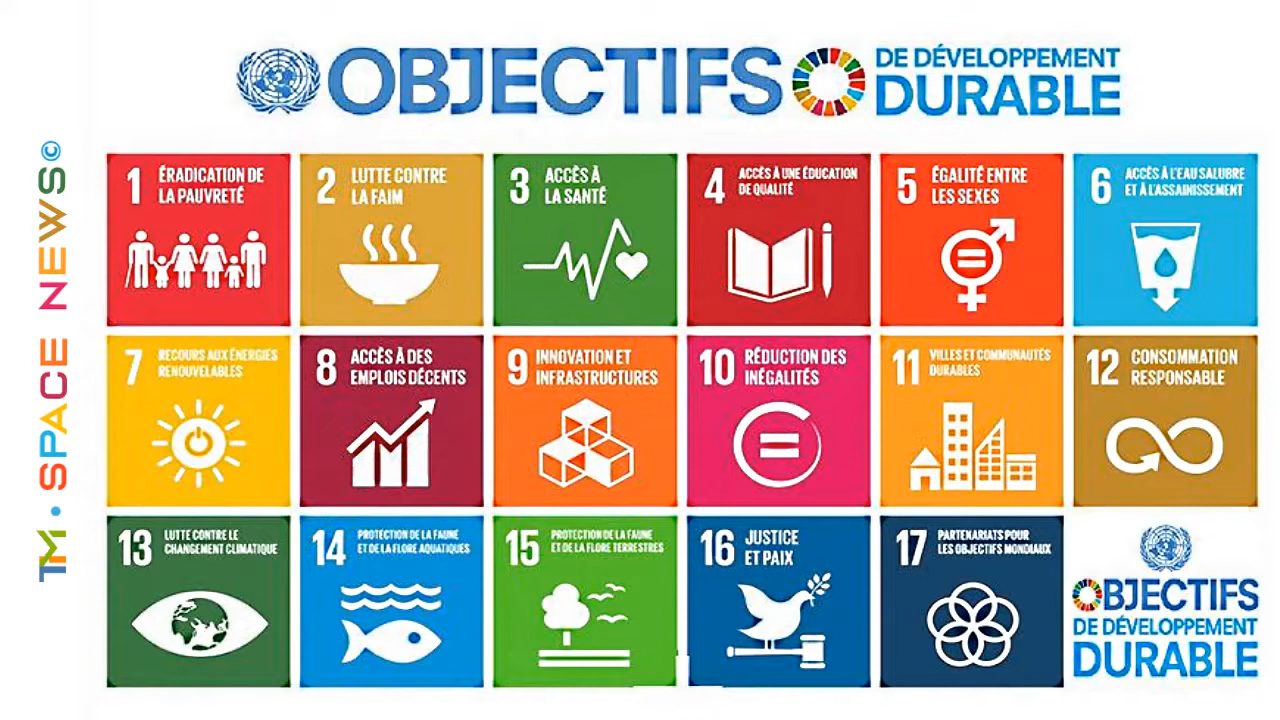 OBJECTIFS
DE DÉVELOPPEMENT
DURABLE
TM • SPACE NEWS©
1 ÉRADICATION DE
LA PAUVRETÉ
2 LUTTE CONTRE
LA FAIM
3 ACCÈS À
LA SANTÉ
4 ACCÈS À UNE ÉDUCATION
DE QUALITÉ
5 ÉGALITÉ ENTRE
LES SEXES
6 ACCÈS À L'EAU SALUBRE
ET À L'ASSAINISSEMENT
7 RECOURS AUX ÉNERGIES
RENOUVELABLES
8 ACCÈS À DES
EMPLOIS DÉCENTS
9 INNOVATION ET
INFRASTRUCTURES
10 RÉDUCTION DES
INÉGALITÉS
11 VILLES ET COMMUNAUTÉS
DURABLES
12 CONSOMMATION
RESPONSABLE
13 LUTTE CONTRE LE
CHANGEMENT CLIMATIQUE
14 PROTECTION DE LA FAUNE
ET DE LA FLORE AQUATIQUES
15 PROTECTION DE LA FAUNE
ET DE LA FLORE TERRESTRES
16 JUSTICE
ET PAIX
17 PARTENARIATS POUR
LES OBJECTIFS MONDIAUX
OBJECTIFS
DE DÉVELOPPEMENT
DURABLE